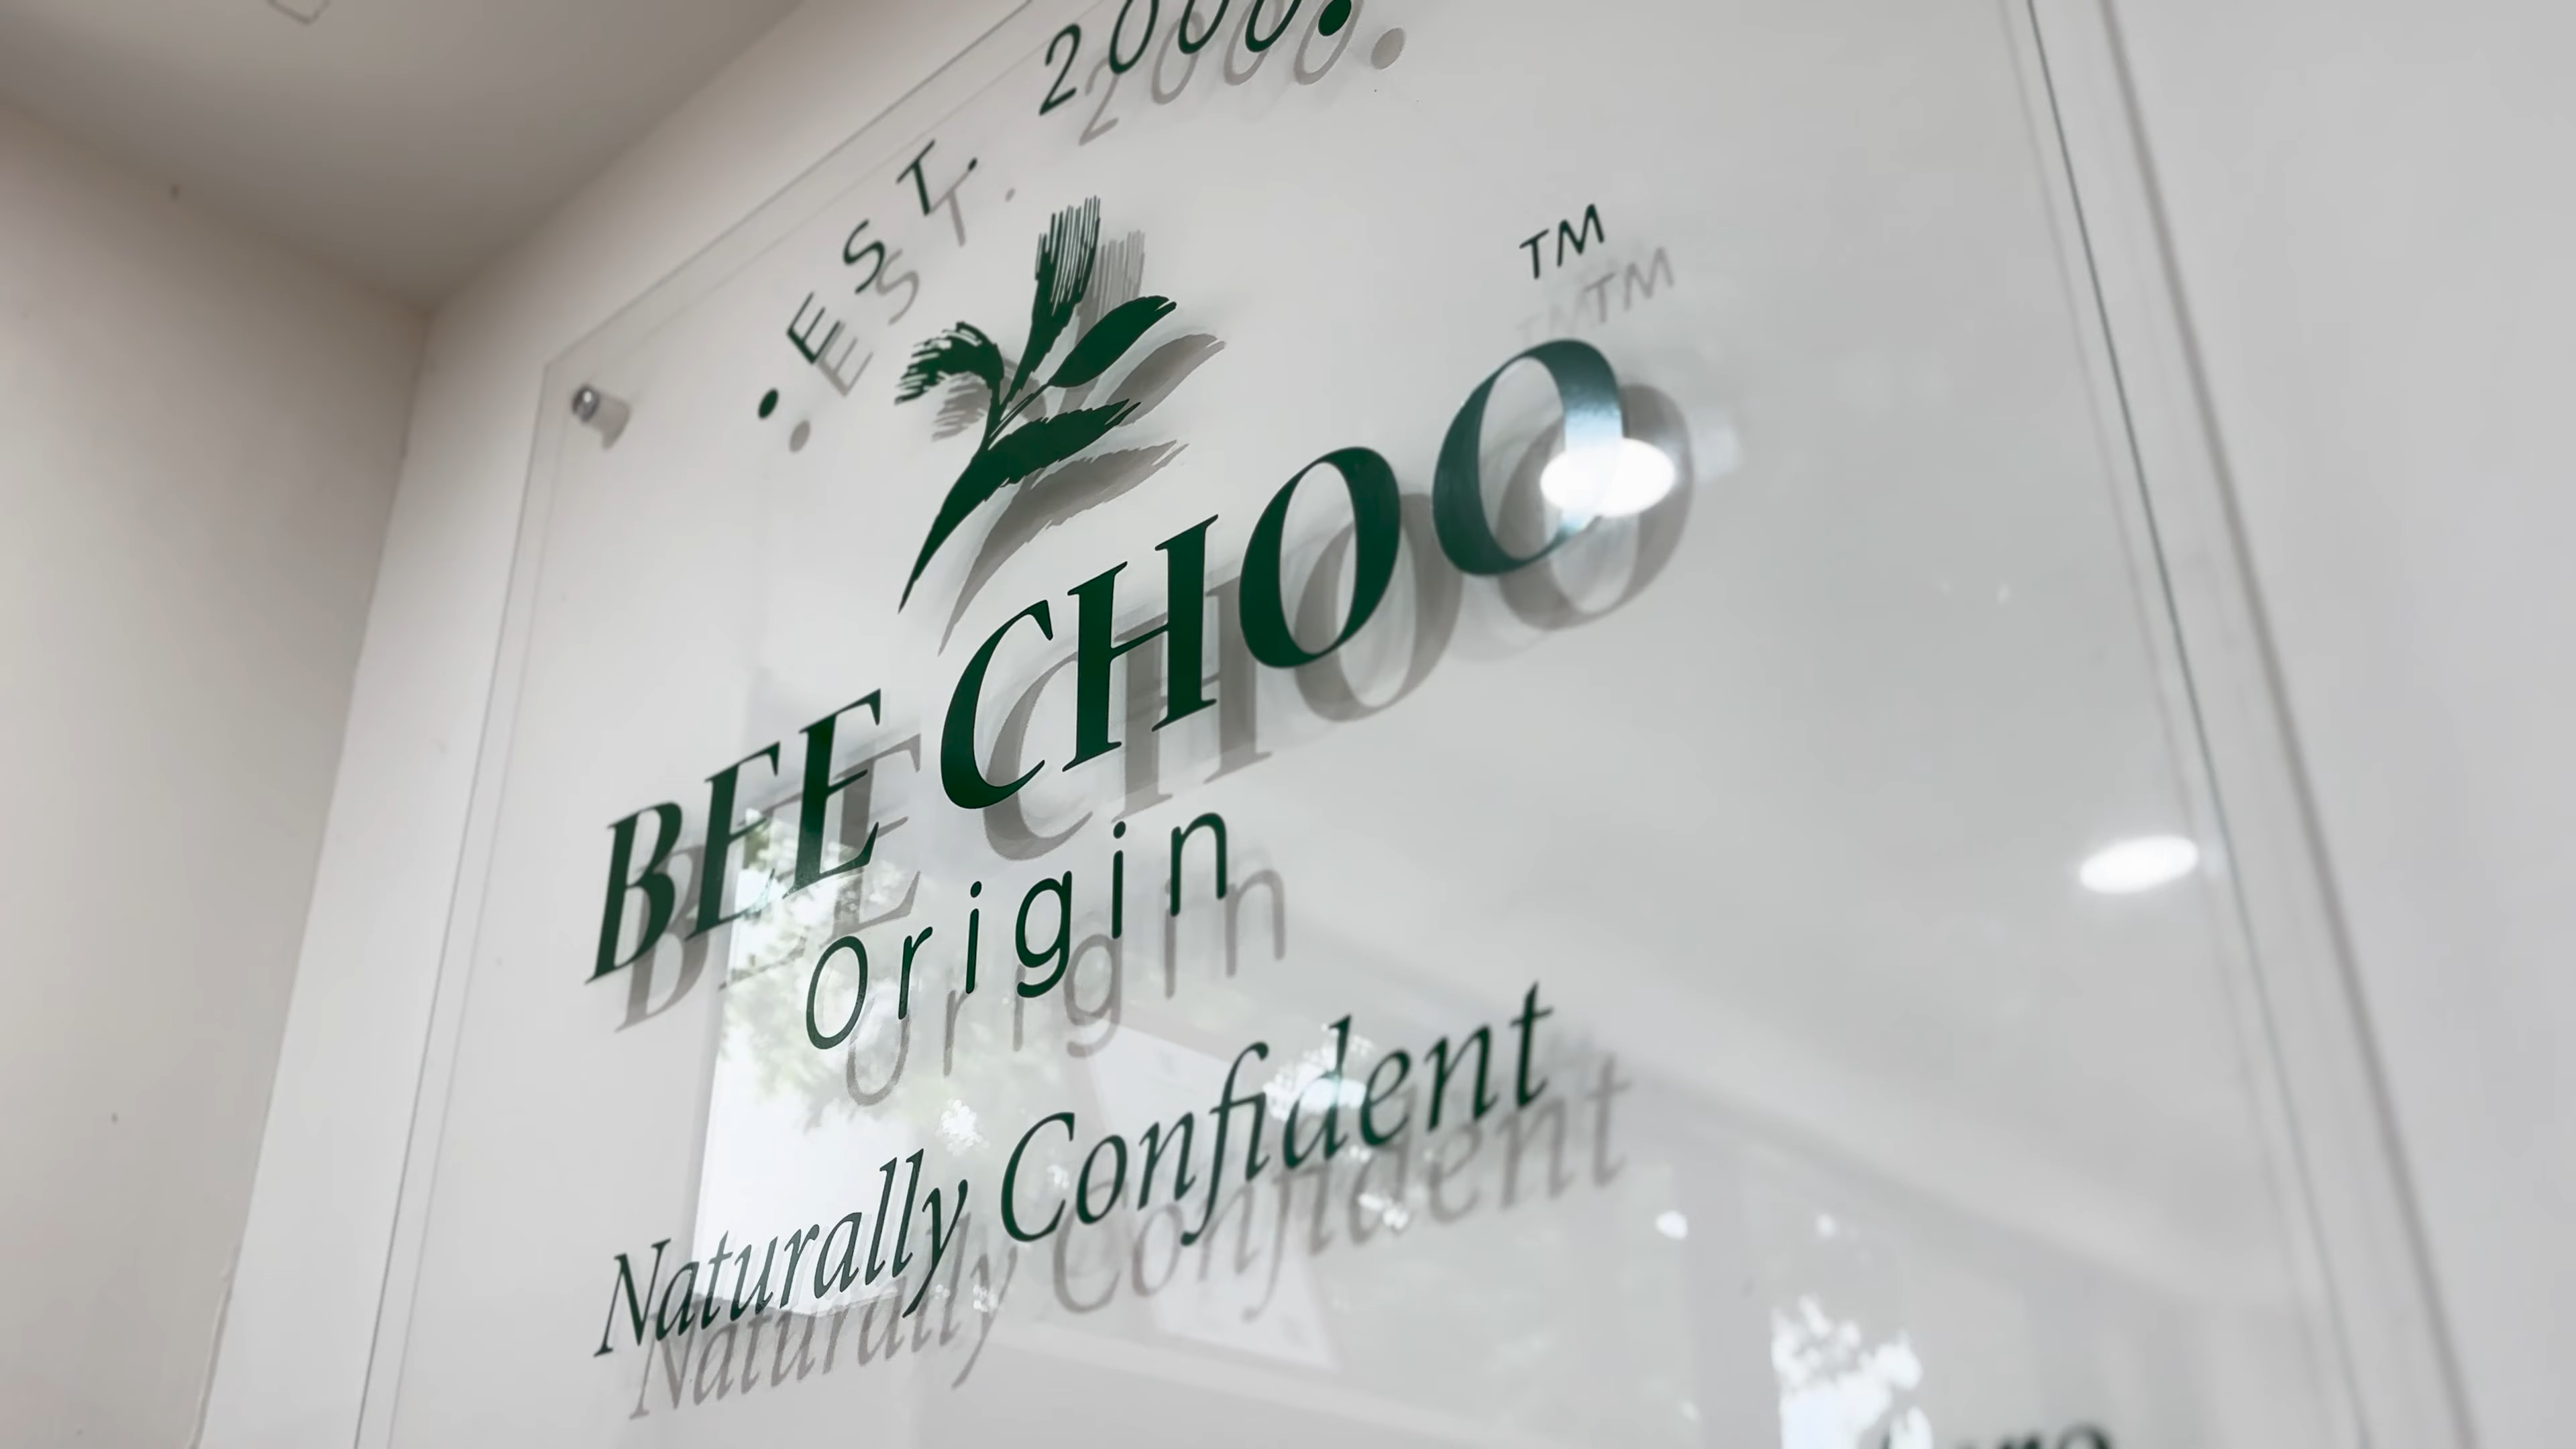 • EST. 2000 •
TM
BEE CHOO
Origin
Naturally Confident